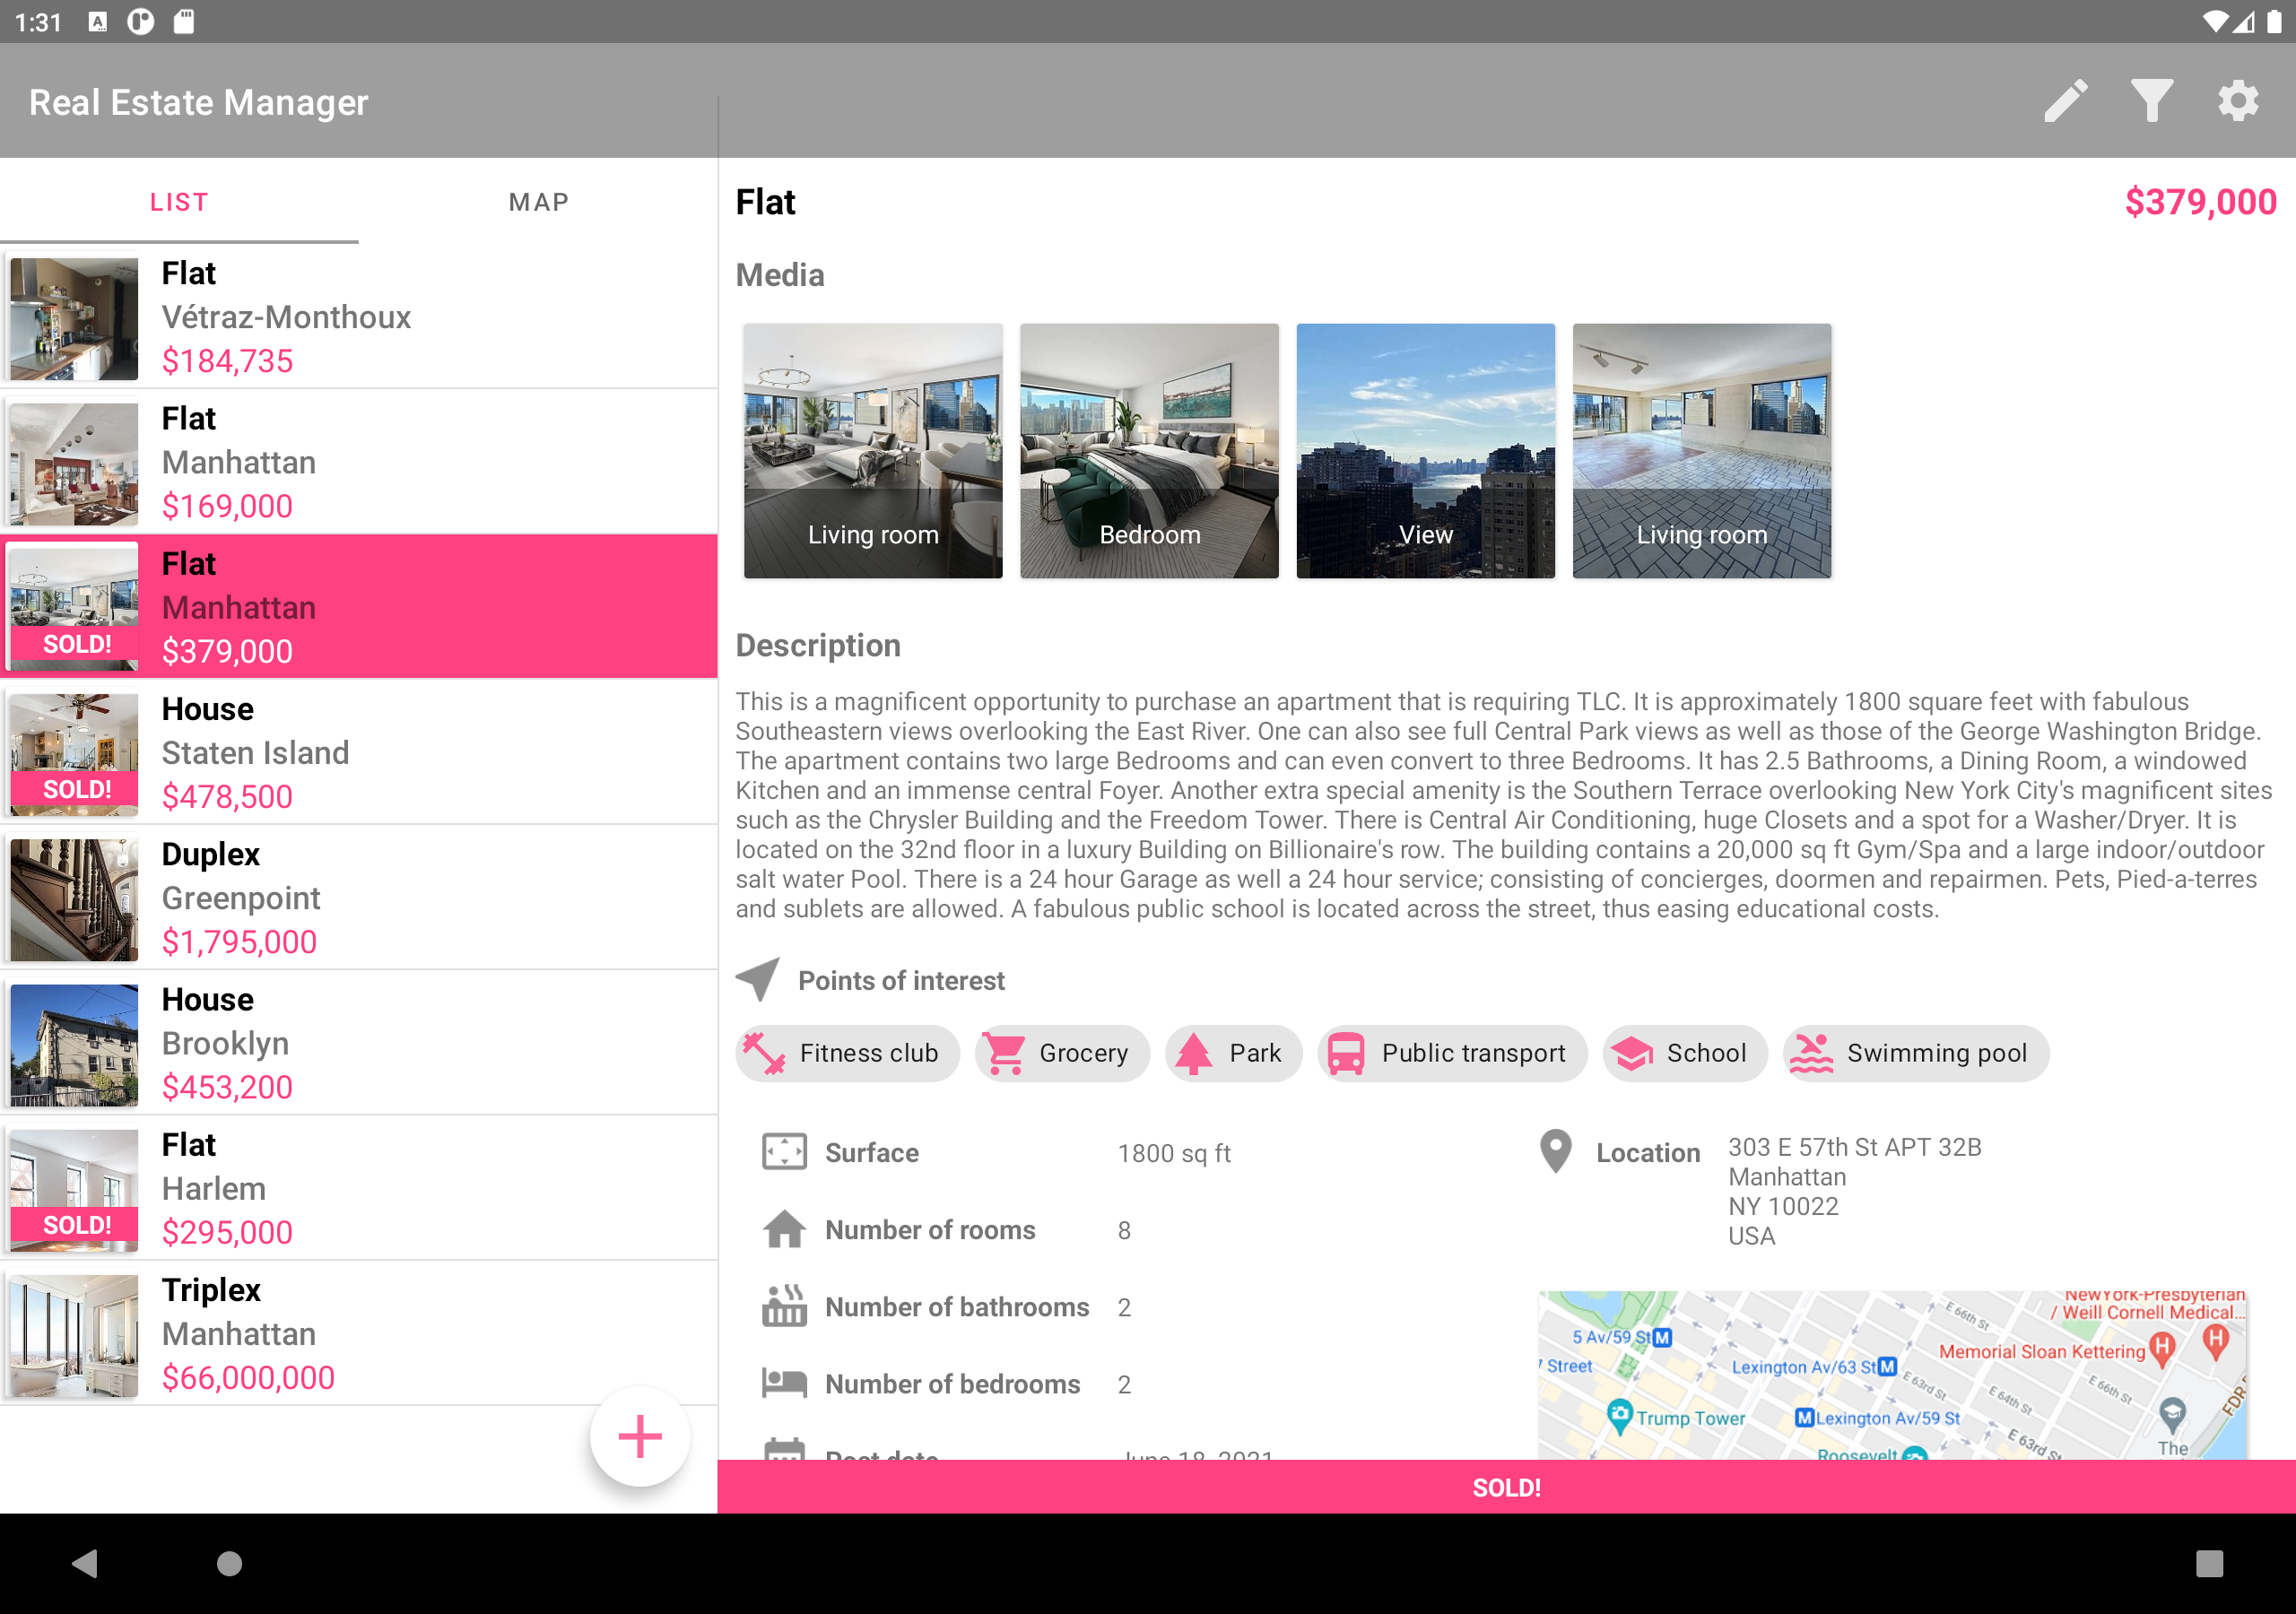 1:31
Real Estate Manager
LIST
MAP
Flat
Vétraz-Monthoux
$184,735
Flat
Manhattan
$169,000
Flat
Manhattan
$379,000
SOLD!
House
Staten Island
$478,500
SOLD!
Duplex
Greenpoint
$1,795,000
House
Brooklyn
$453,200
Flat
Harlem
$295,000
SOLD!
Triplex
Manhattan
$66,000,000
Flat
$379,000
Media
Living room
Bedroom
View
Living room
Description
This is a magnificent opportunity to purchase an apartment that is requiring TLC. It is approximately 1800 square feet with fabulous
Southeastern views overlooking the East River. One can also see full Central Park views as well as those of the George Washington Bridge.
The apartment contains two large Bedrooms and can even convert to three Bedrooms. It has 2.5 Bathrooms, a Dining Room, a windowed
Kitchen and an immense central Foyer. Another extra special amenity is the Southern Terrace overlooking New York City's magnificent sites
such as the Chrysler Building and the Freedom Tower. There is Central Air Conditioning, huge Closets and a spot for a Washer/Dryer. It is
located on the 32nd floor in a luxury Building on Billionaire's row. The building contains a 20,000 sq ft Gym/Spa and a large indoor/outdoor
salt water Pool. There is a 24 hour Garage as well a 24 hour service; consisting of concierges, doormen and repairmen. Pets, Pied-a-terres
and sublets are allowed. A fabulous public school is located across the street, thus easing educational costs.
Points of interest
Fitness club
Grocery
Park
Public transport
School
Swimming pool
Surface
1800 sq ft
Number of rooms
8
Number of bathrooms
2
Number of bedrooms
2
Post date
June 18, 2021
Location
303 E 57th St APT 32B
Manhattan
NY 10022
USA
NewYork-Presbyterian
/ Weill Cornell Medical...
E 66th St
5 Av/59 St M
Memorial Sloan Kettering H
H
Street
Lexington Av/63 St M
E 63rd St
E 64th St
E 66th St
FDR
Trump Tower
M Lexington Av/59 St
E 63rd St
Roosevelt
The
SOLD!